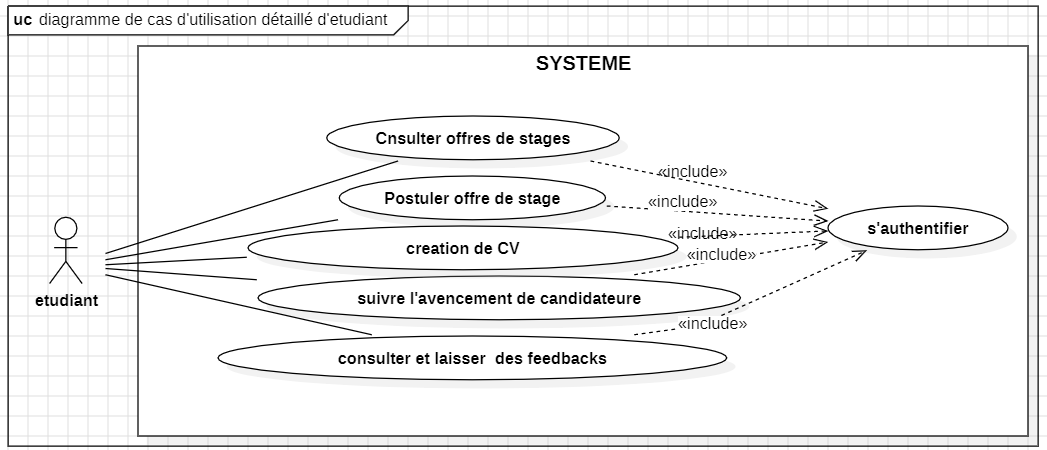 uc diagramme de cas d'utilisation détaillé d'etudiant
SYSTEME
Cnsulter offres de stages
«include»
Postuler offre de stage
«include»
s'authentifier
«include»
creation de CV
«include»
suivre l'avencement de candidateure
etudiant
«include»
consulter et laisser des feedbacks